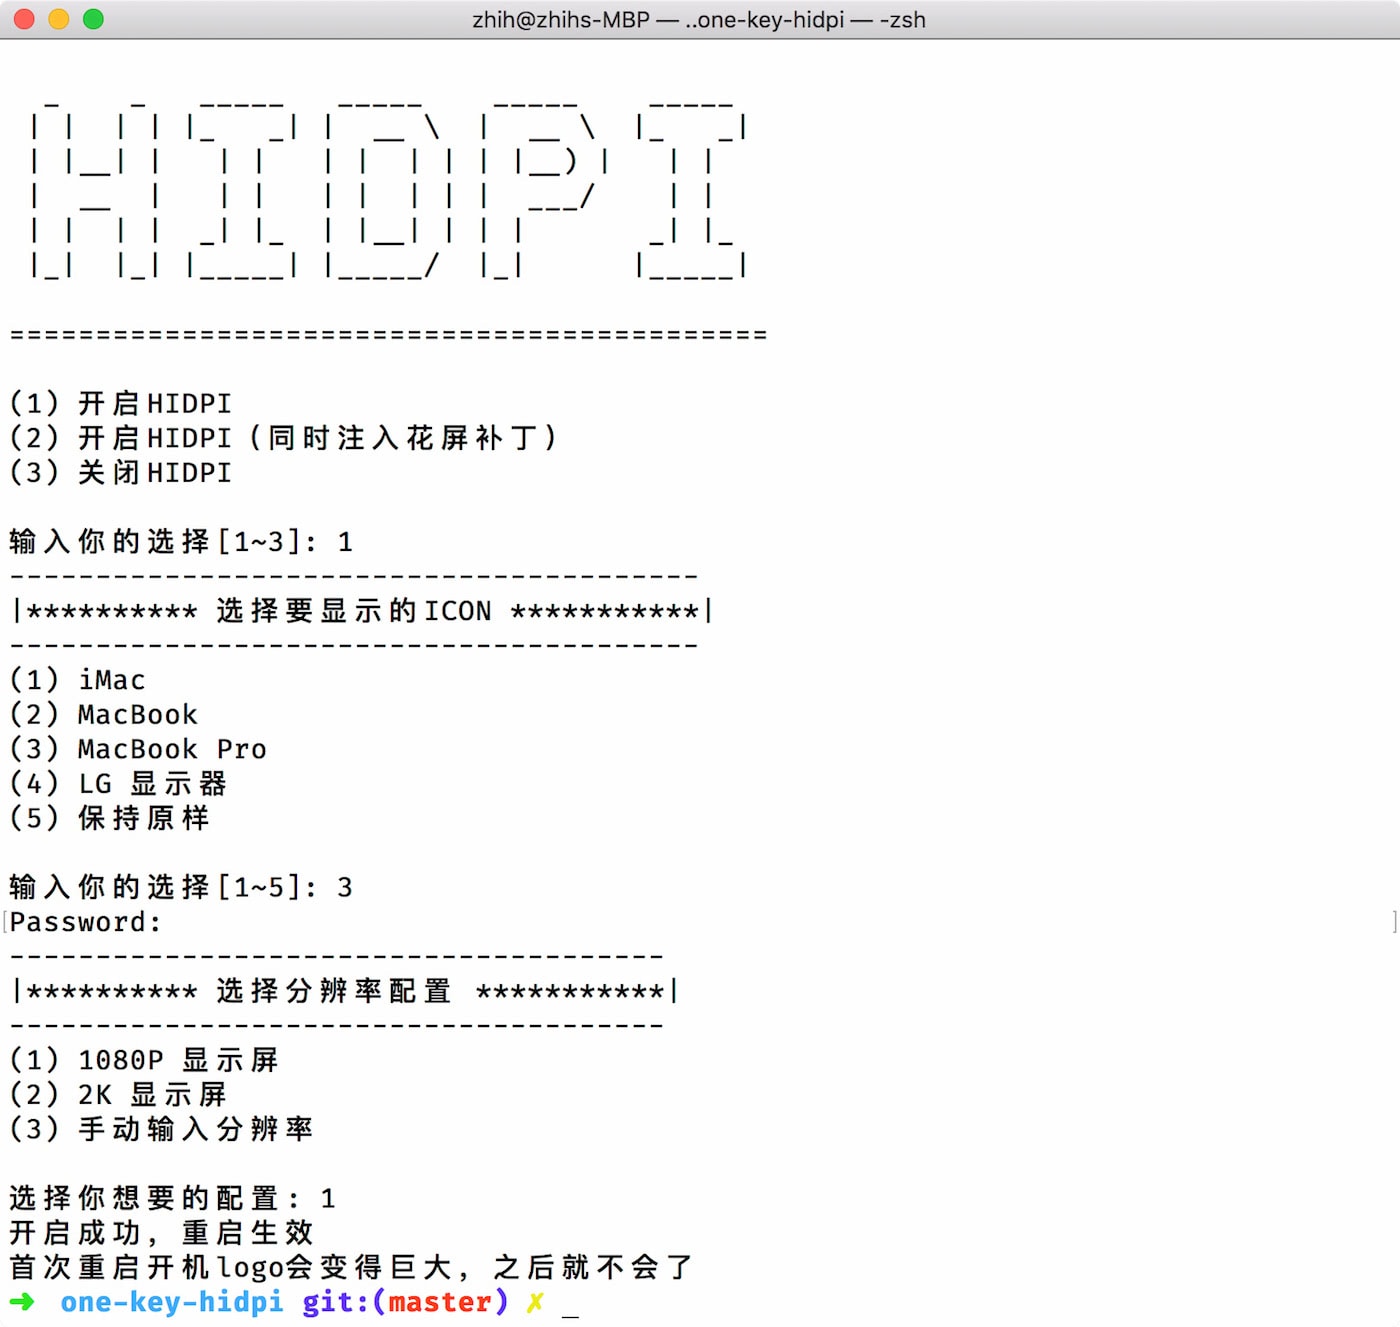 zhih@zhihs-MBP — ..one-key-hidpi — -zsh
  _    _   _____   _____    _____    _____
 | |  | | |_   _| |  __ \  |  __ \  |_   _|
 | |__| |   | |   | |  | | | |__) |   | |
 |  __  |   | |   | |  | | |  ___/    | |
 | |  | |  _| |_  | |__| | | |       _| |_
 |_|  |_| |_____| |_____/  |_|      |_____|
============================================
(1) 开启HIDPI
(2) 开启HIDPI（同时注入花屏补丁）
(3) 关闭HIDPI
输入你的选择[1~3]: 1
----------------------------------------
|********** 选择要显示的ICON ***********|
----------------------------------------
(1) iMac
(2) MacBook
(3) MacBook Pro
(4) LG 显示器
(5) 保持原样
输入你的选择[1~5]: 3
[Password: ]
--------------------------------------
|********** 选择分辨率配置 ***********|
--------------------------------------
(1) 1080P 显示屏
(2) 2K 显示屏
(3) 手动输入分辨率
选择你想要的配置: 1
开启成功，重启生效
首次重启开机logo会变得巨大，之后就不会了
➜ one-key-hidpi git:(master) ✗ _